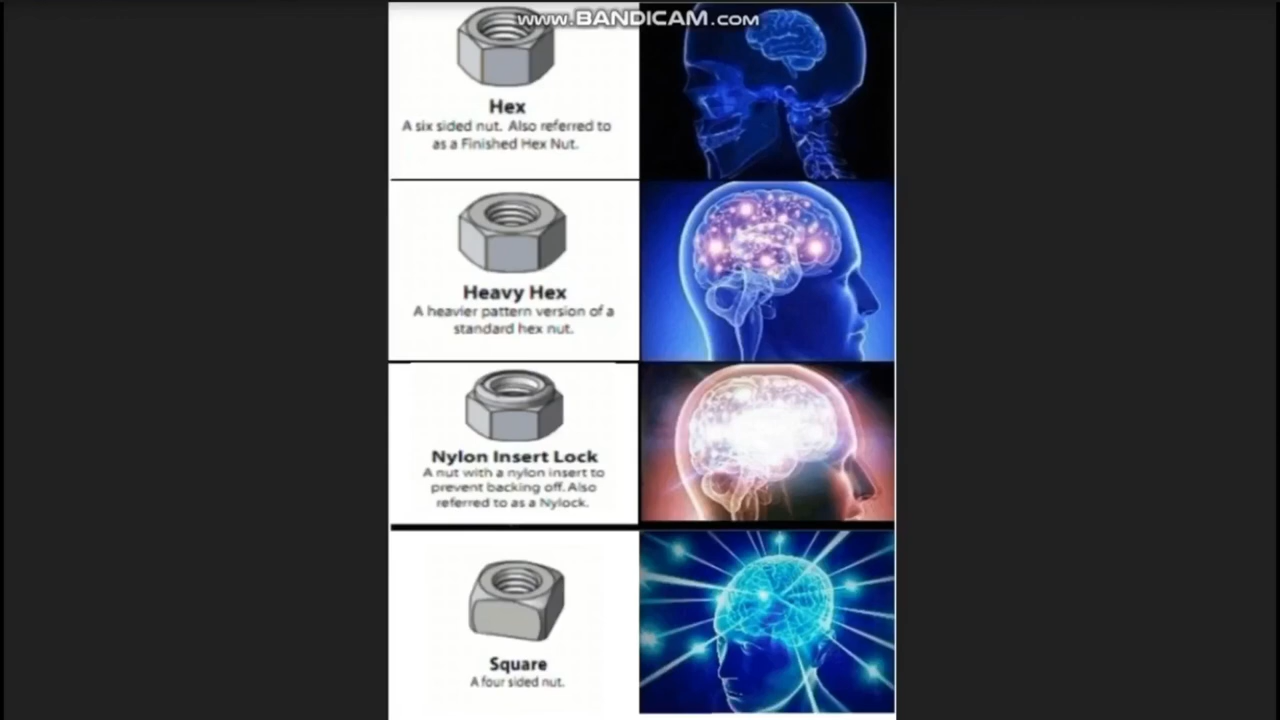 www.BANDICAM.com
Hex
A six sided nut. Also referred to
as a Finished Hex Nut.
Heavy Hex
A heavier pattern version of a
standard hex nut.
Nylon Insert Lock
A nut with a nylon insert to
prevent backing off. Also
referred to as a Nylock.
Square
A four sided nut.